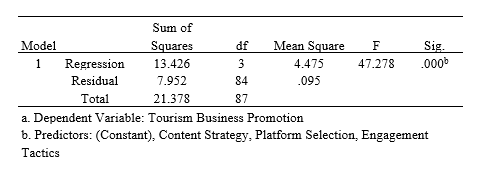 Sum of
Model Squares df Mean Square F Sig.
1 Regression 13.426 3 4.475 47.278 .000b
Residual 7.952 84 .095
Total 21.378 87
a. Dependent Variable: Tourism Business Promotion
b. Predictors: (Constant), Content Strategy, Platform Selection, Engagement
Tactics